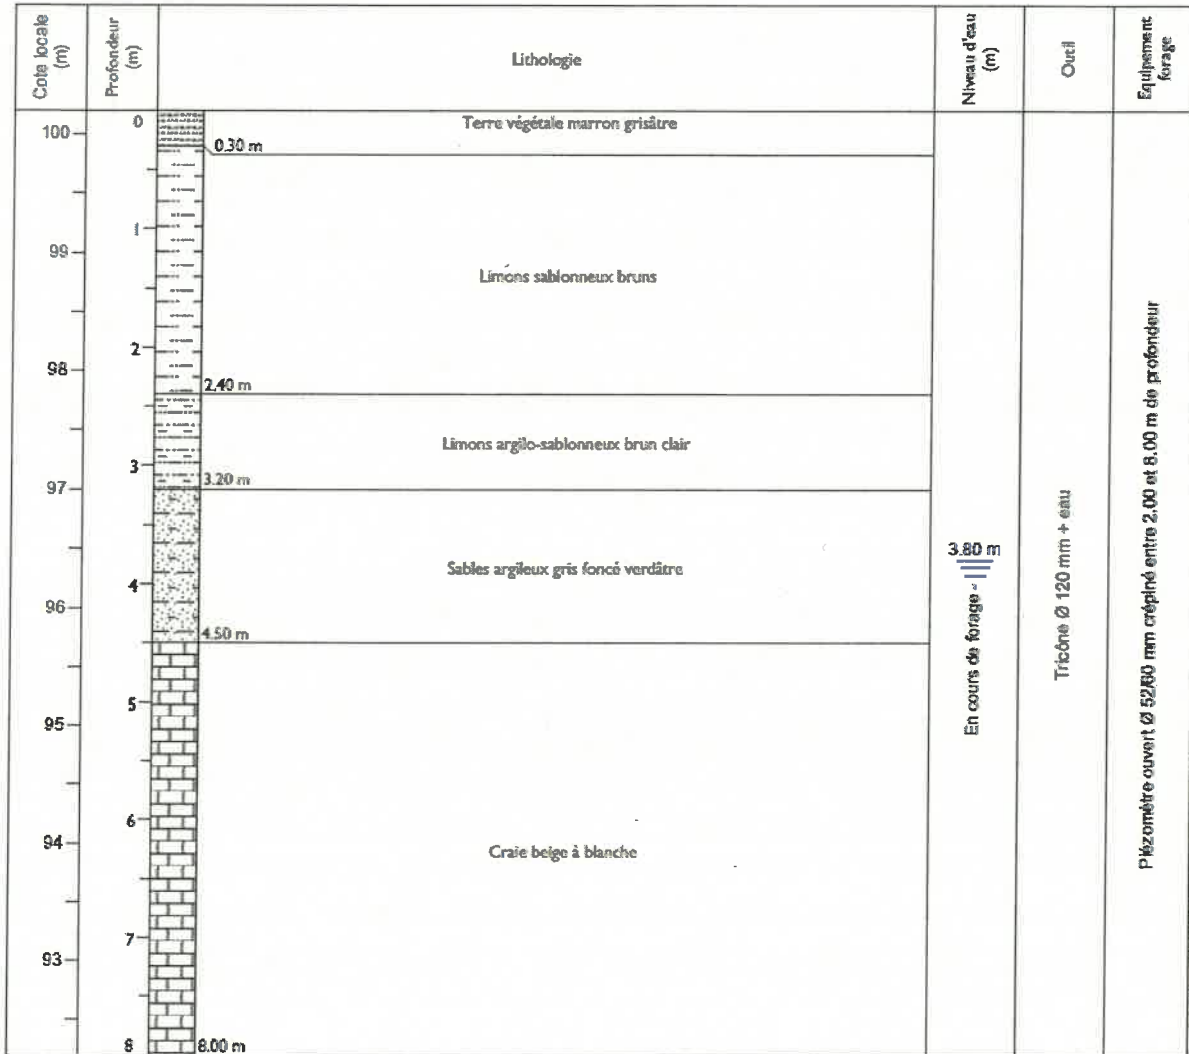 Cote locale
(m)
Profondeur
(m)
Lithologie
Niveau d'eau
(m)
Outil
Equipement
forage
100
99
98
97
96
95
94
93
0
1
2
3
4
5
6
7
8
Terre végétale marron grisâtre
0.30 m
Limons sablonneux bruns
2.40 m
Limons argilo-sablonneux brun clair
3.20 m
Sables argileux gris foncé verdâtre
4.50 m
Craie beige à blanche
8.00 m
3.80 m
En cours de forage -
Tricône Ø 120 mm + eau
Piézomètre ouvert Ø 52/60 mm crépiné entre 2.00 et 8.00 m de profondeur